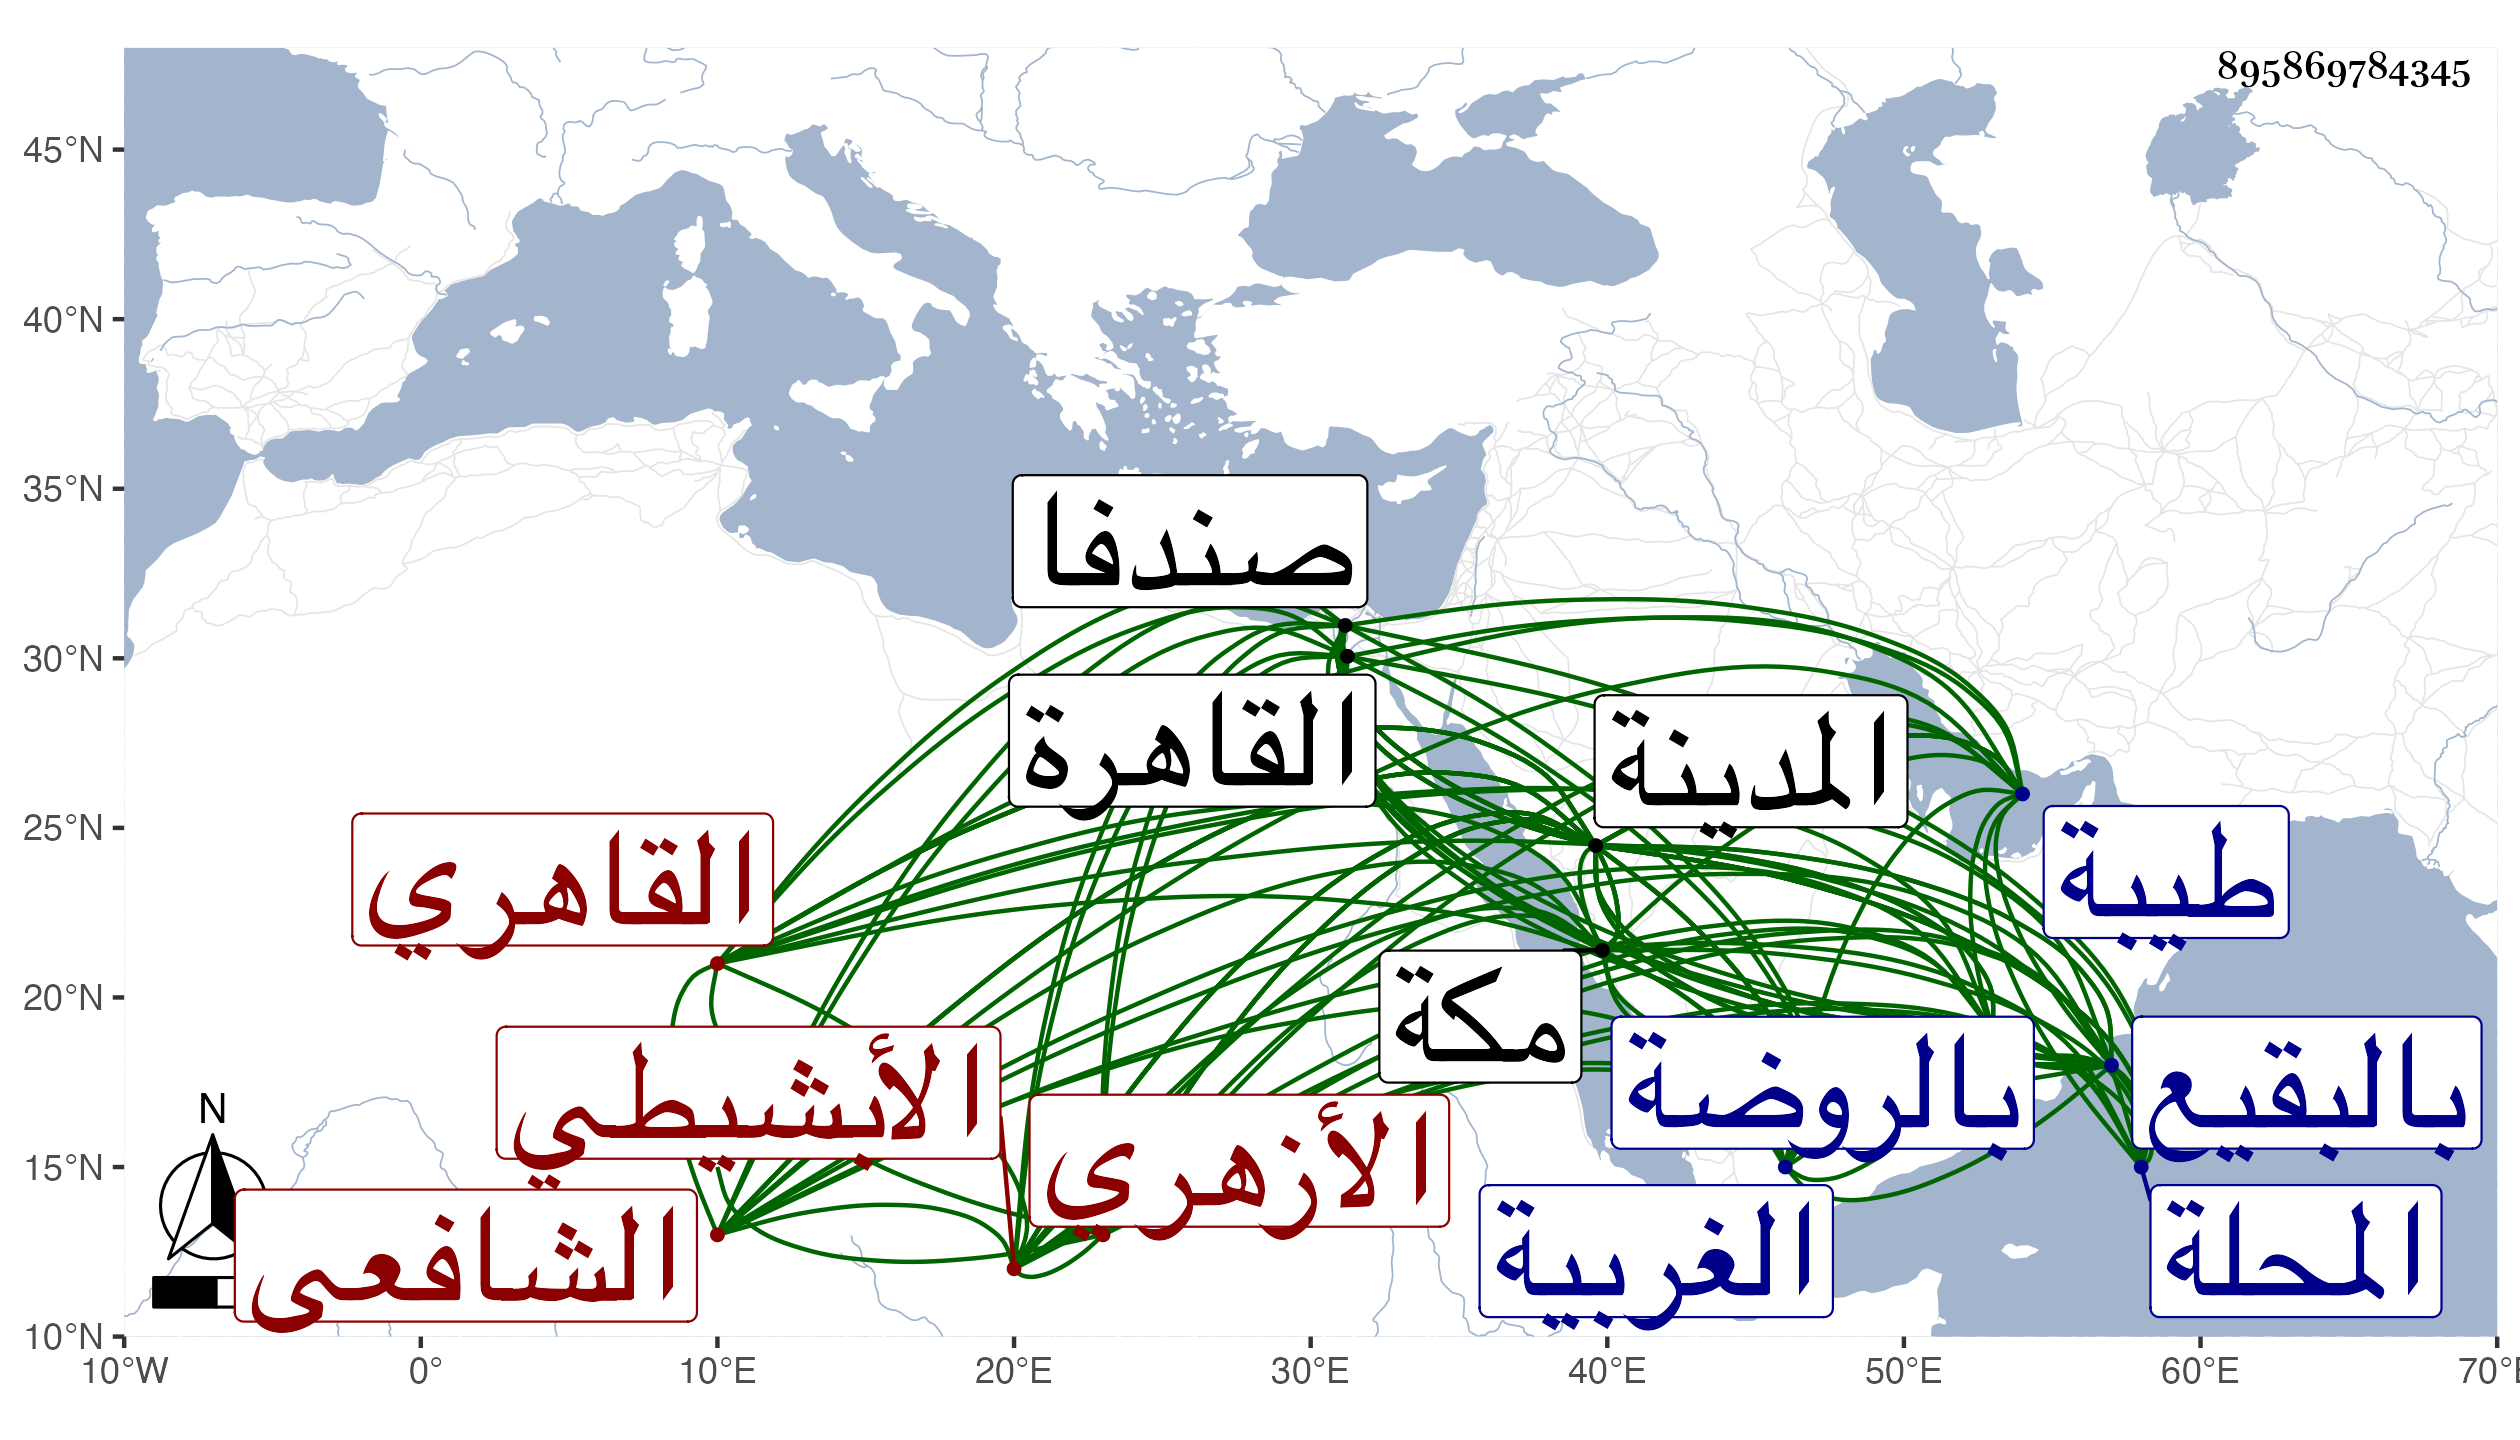 895869784345
45°N
40°N
35°N
30°N
25°N
20°N
15°N
10°N
صندفا
القاهرة
المدينة
القاهري
طيبة
مكة
الأبشيطي
بالروضة
بالبقيع
الأزهري
N
الشافعي
الغربية
المحلة
10°W 0° 10°E 20°E 30°E 40°E 50°E 60°E 70°E